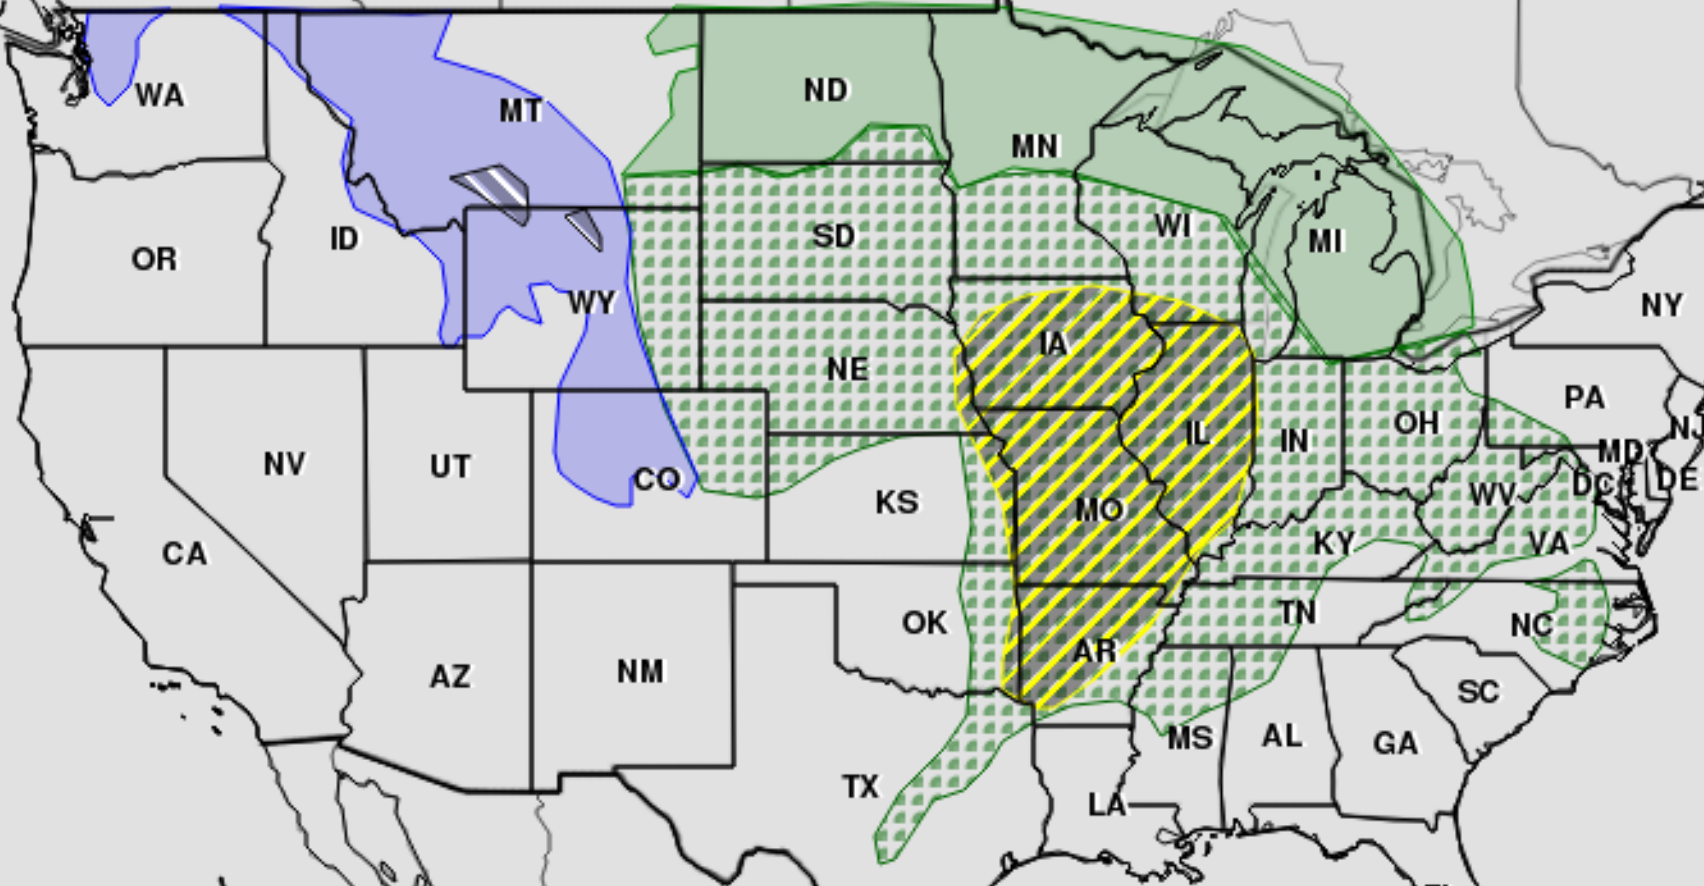 WA
MT
ND
MN
OR
ID
WY
SD
WI
MI
NY
NV
UT
CO
NE
IA
IL
IN
OH
PA
NJ
MD
DC
DE
CA
KS
MO
KY
WV
VA
AZ
NM
OK
AR
TN
NC
SC
TX
LA
MS
AL
GA